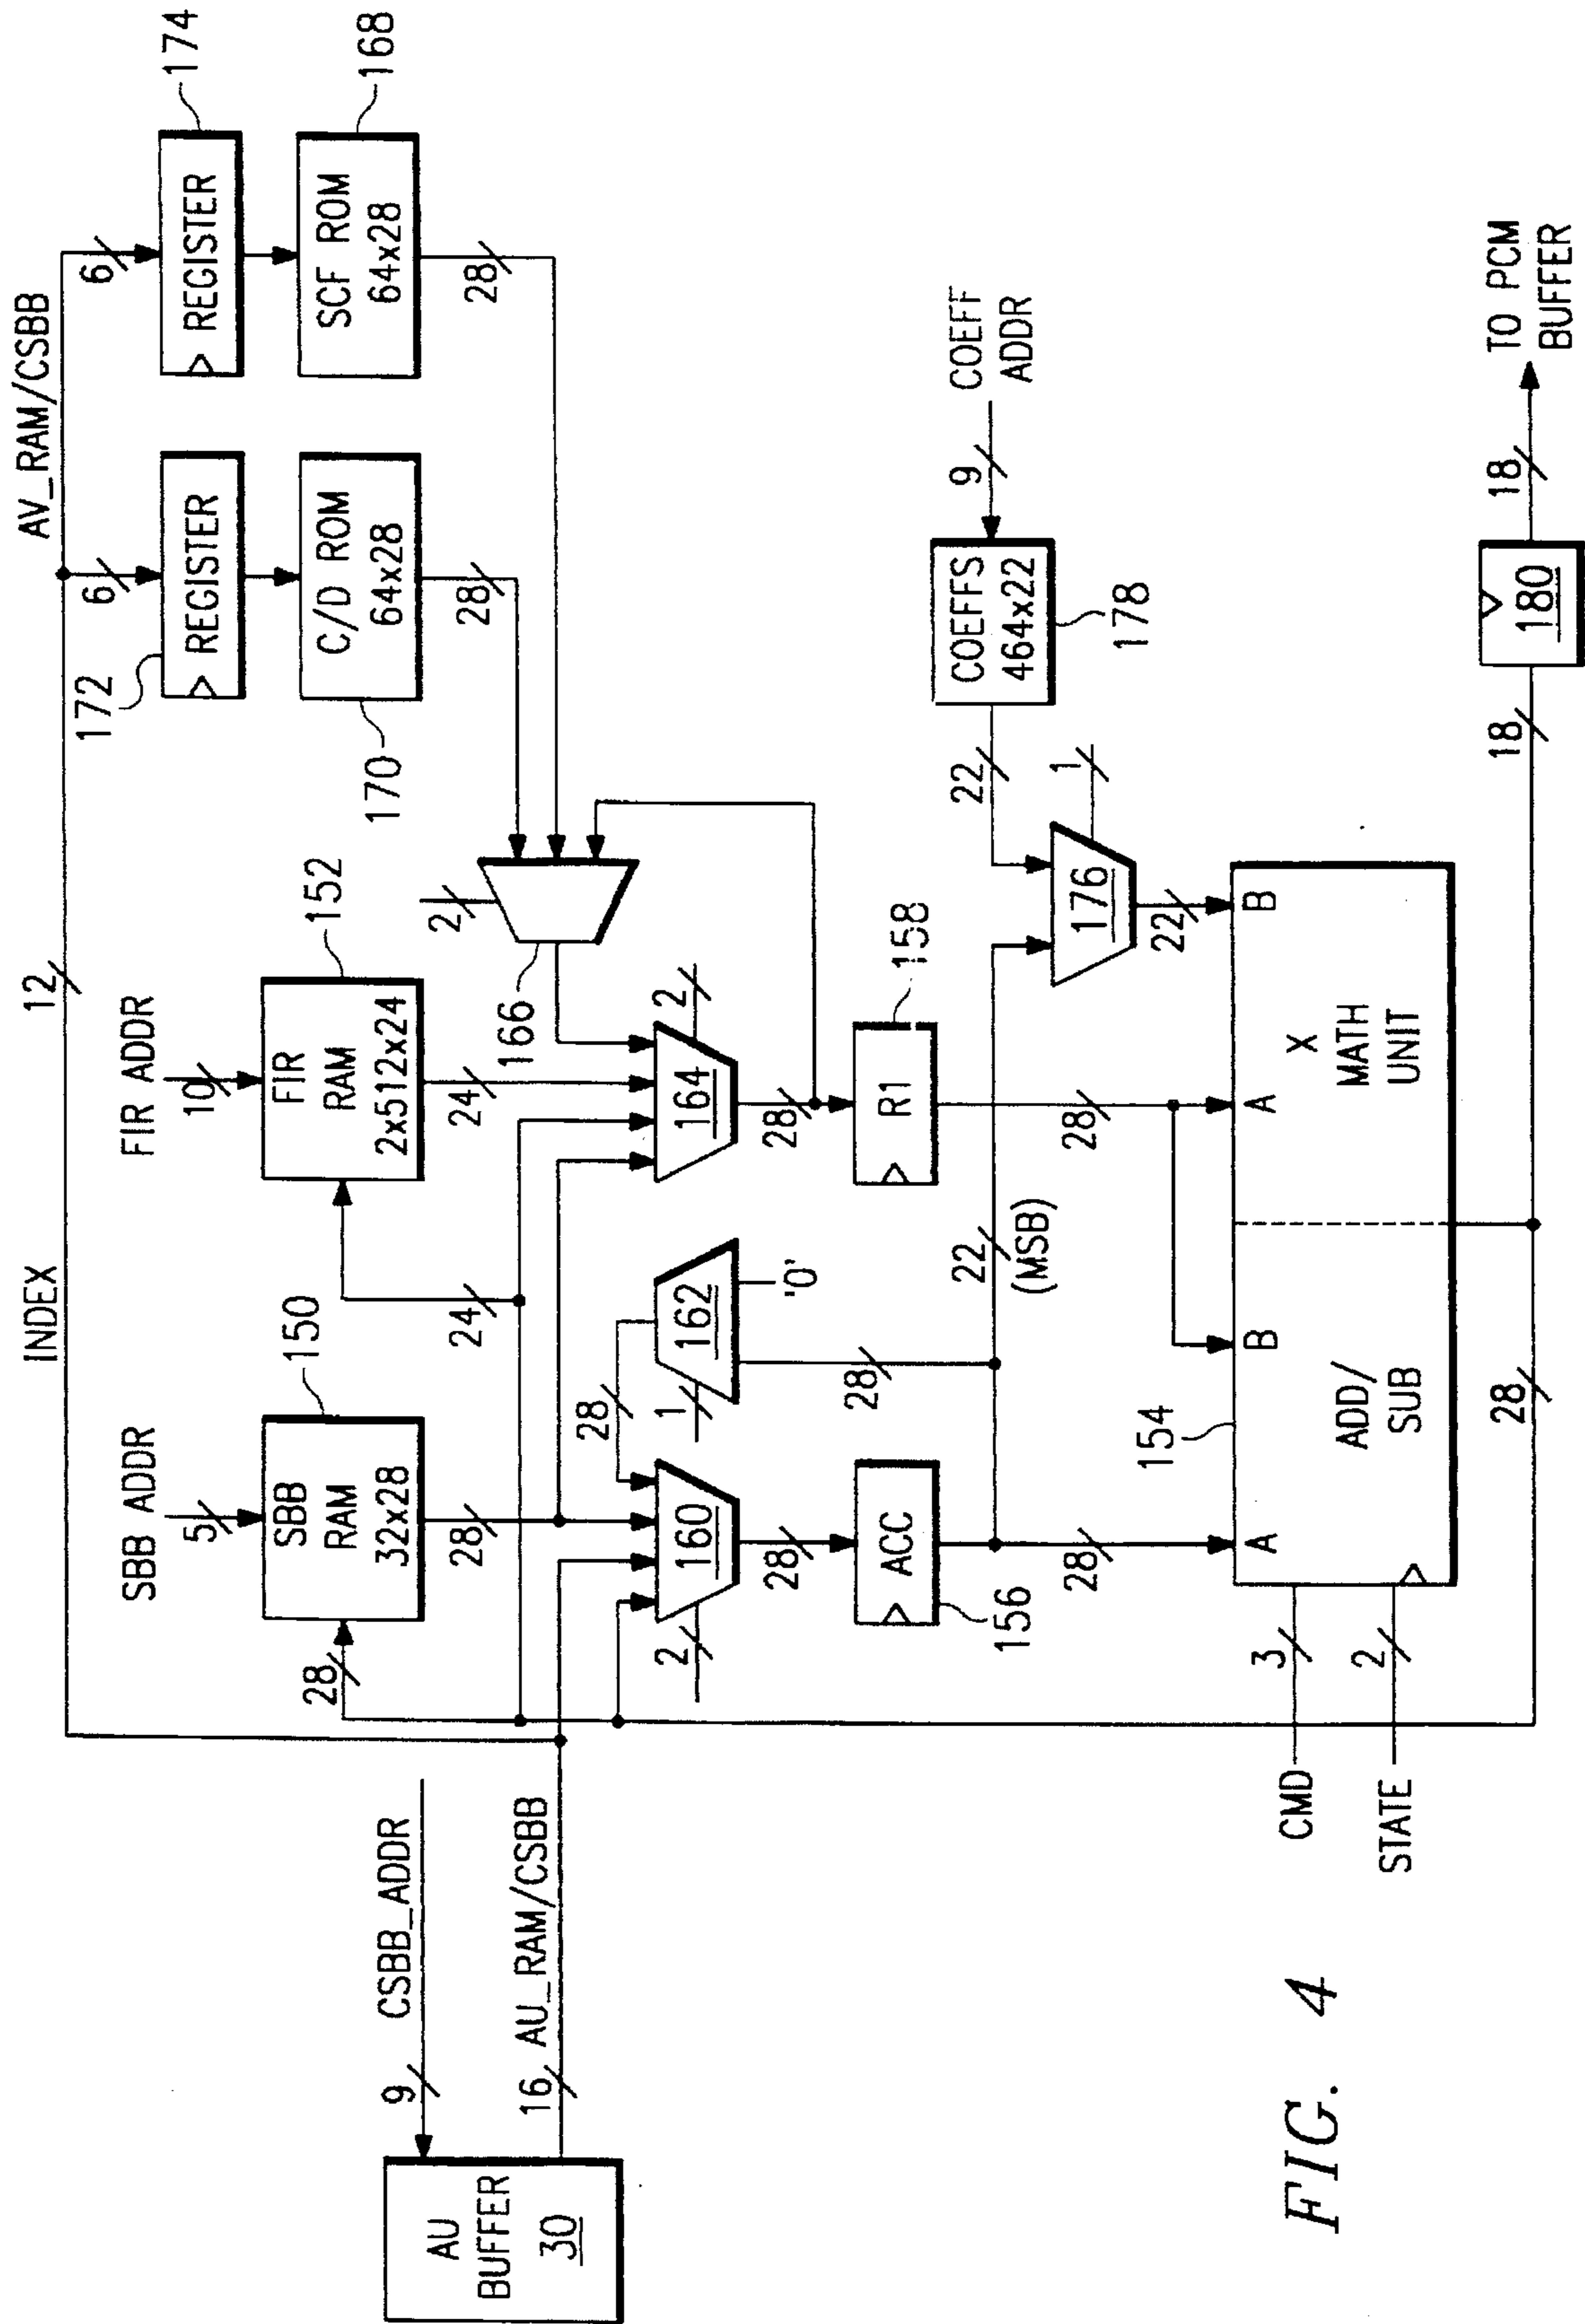 INDEX
12
AV_RAM/CSBB
SBB ADDR
5
150
SBB
RAM
32x28
28
28
FIR ADDR
10
152
FIR
RAM
2x512x24
24
24
6
172
REGISTER
C/D ROM
64x28
170
28
6
174
REGISTER
SCF ROM
64x28
168
28
AU
BUFFER
30
9
CSBB_ADDR
16
AU_RAM/CSBB
2
166
28
160
2
28
162
1
'0'
28
164
2
28
ACC
156
28
R1
158
28
22
(MSB)
COEFF
ADDR
9
COEFFS
464x22
178
22
176
1
22
154
A
B
A
B
ADD/
SUB
X
MATH
UNIT
CMD
3
STATE
2
28
18
180
18
TO PCM
BUFFER
FIG. 4